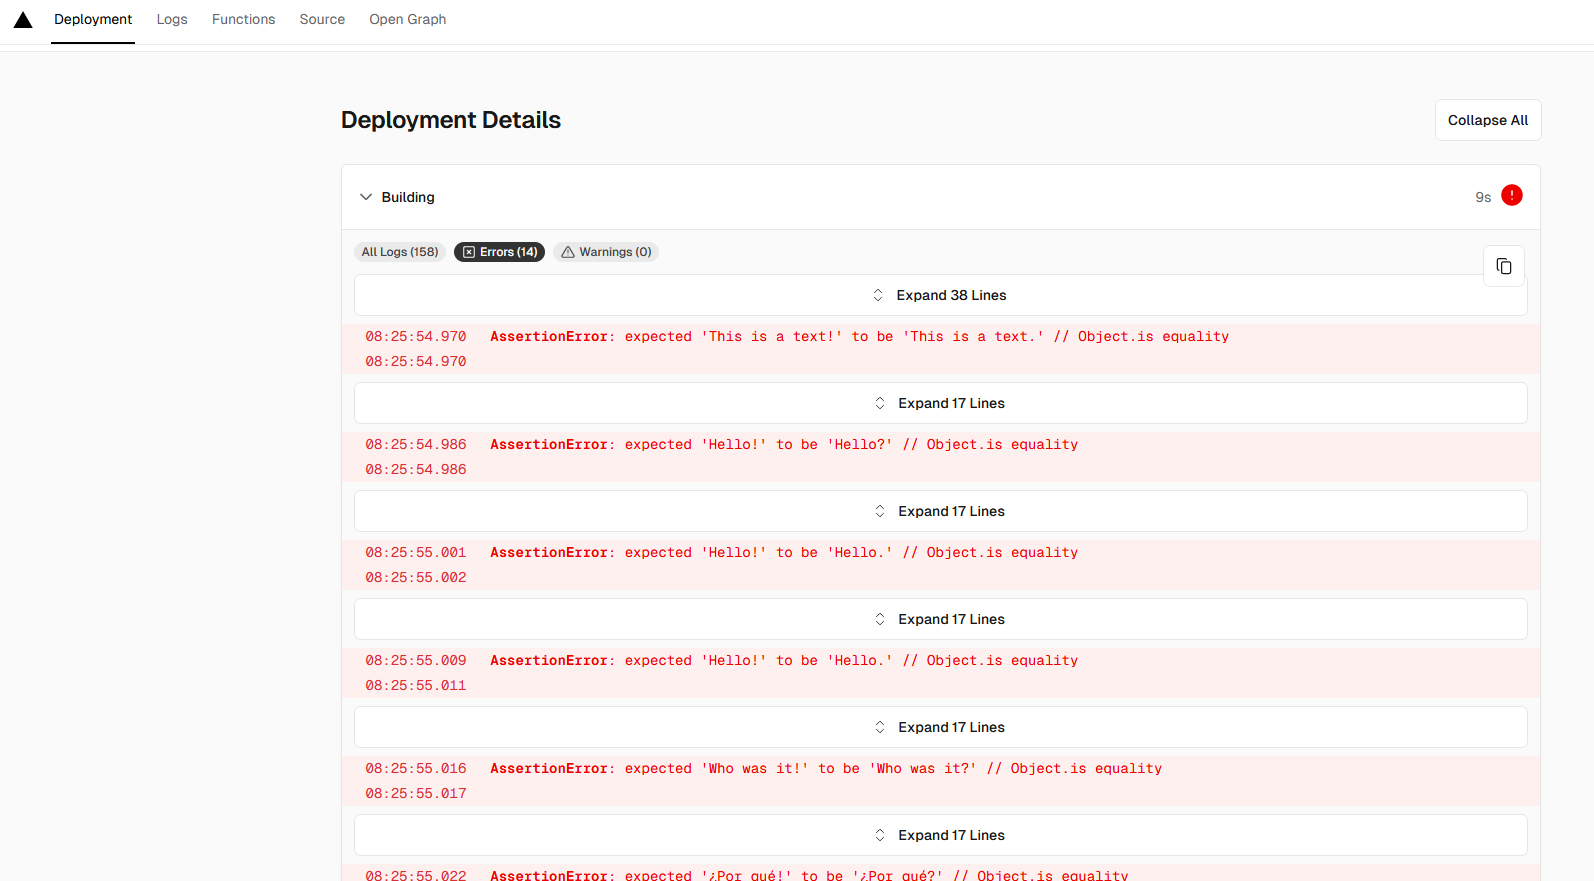 Deployment Logs Functions Source Open Graph
Deployment Details
Collapse All
Building
9s
All Logs (158) Errors (14) Warnings (0)
Expand 38 Lines
08:25:54.970 AssertionError: expected 'This is a text!' to be 'This is a text.' // Object.is equality
08:25:54.970
Expand 17 Lines
08:25:54.986 AssertionError: expected 'Hello!' to be 'Hello?' // Object.is equality
08:25:54.986
Expand 17 Lines
08:25:55.001 AssertionError: expected 'Hello!' to be 'Hello.' // Object.is equality
08:25:55.002
Expand 17 Lines
08:25:55.009 AssertionError: expected 'Hello!' to be 'Hello.' // Object.is equality
08:25:55.011
Expand 17 Lines
08:25:55.016 AssertionError: expected 'Who was it!' to be 'Who was it?' // Object.is equality
08:25:55.017
Expand 17 Lines
08:25:55.022 AssertionError: expected '¿Por qué!' to be '¿Por qué?' // Object.is equality